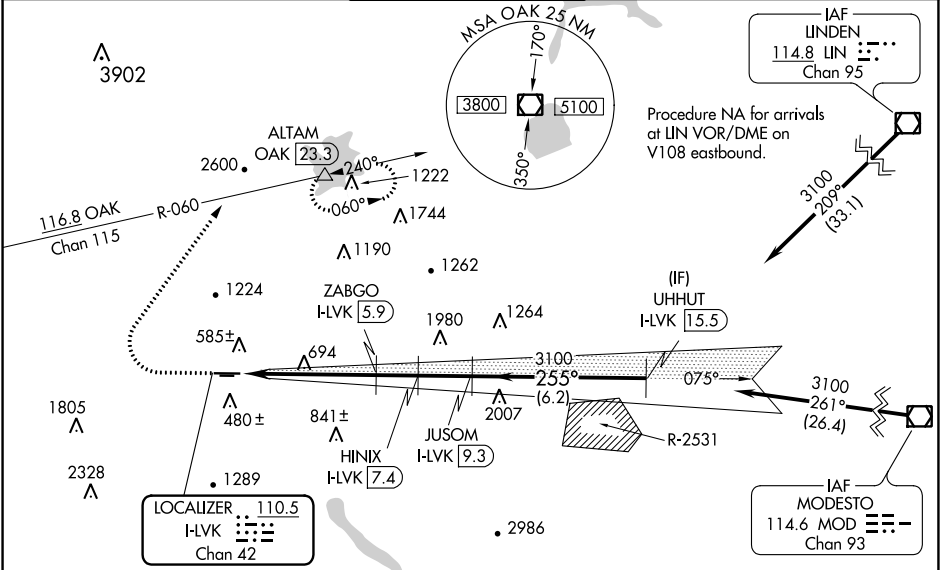 MSA OAK 25 NM
170°
3800
5100
350°
IAF
LINDEN
114.8 LIN
Chan 95
Procedure NA for arrivals
at LIN VOR/DME on
V108 eastbound.
3902
ALTAM
OAK 23.3
2600
240°
1222
060°
1744
3100
209°
(33.1)
116.8 OAK
R-060
Chan 115
1190
1262
1224
ZABGO
I-LVK 5.9
(IF)
UHHUT
I-LVK 15.5
1980
1264
585±
694
3100
255°
(6.2)
075°
3100
261°
(26.4)
1805
480±
841±
2007
HINIX
I-LVK 7.4
JUSOM
I-LVK 9.3
R-2531
2328
1289
LOCALIZER 110.5
I-LVK
Chan 42
2986
IAF
MODESTO
114.6 MOD
Chan 93